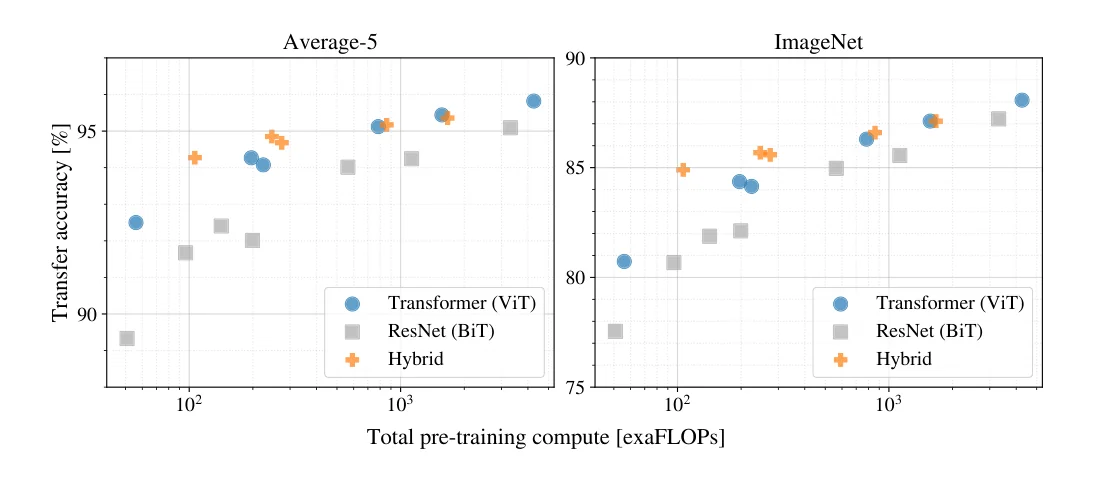 Average-5
ImageNet
Transfer accuracy [%]
95
90
Transformer (ViT)
ResNet (BiT)
Hybrid
10²
10³
90
85
80
75
Transformer (ViT)
ResNet (BiT)
Hybrid
10²
10³
Total pre-training compute [exaFLOPs]